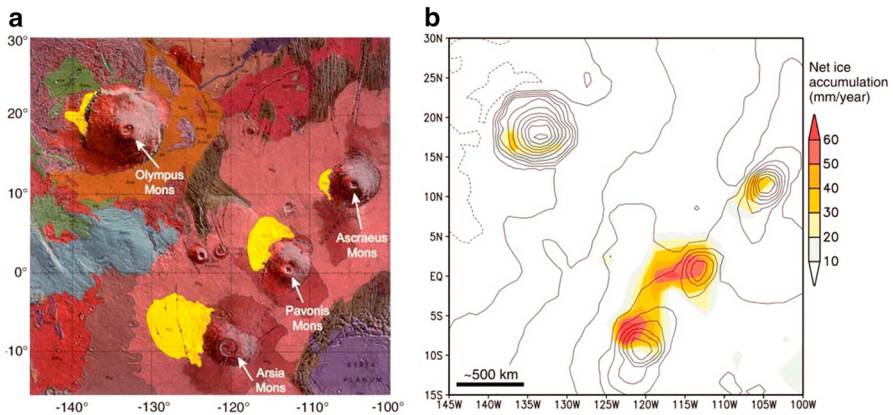 a
30°
20°
10°
0°
-10°
-140°
-130°
-120°
-110°
-100°
Olympus
Mons
Ascraeus
Mons
Pavonis
Mons
Arsia
Mons
SYRIA
PLANUM
b
30N
25N
20N
15N
10N
5N
EQ
5S
10S
15S
145W
140W
135W
130W
125W
120W
115W
110W
105W
100W
~500 km
Net ice
accumulation
(mm/year)
60
50
40
30
20
10